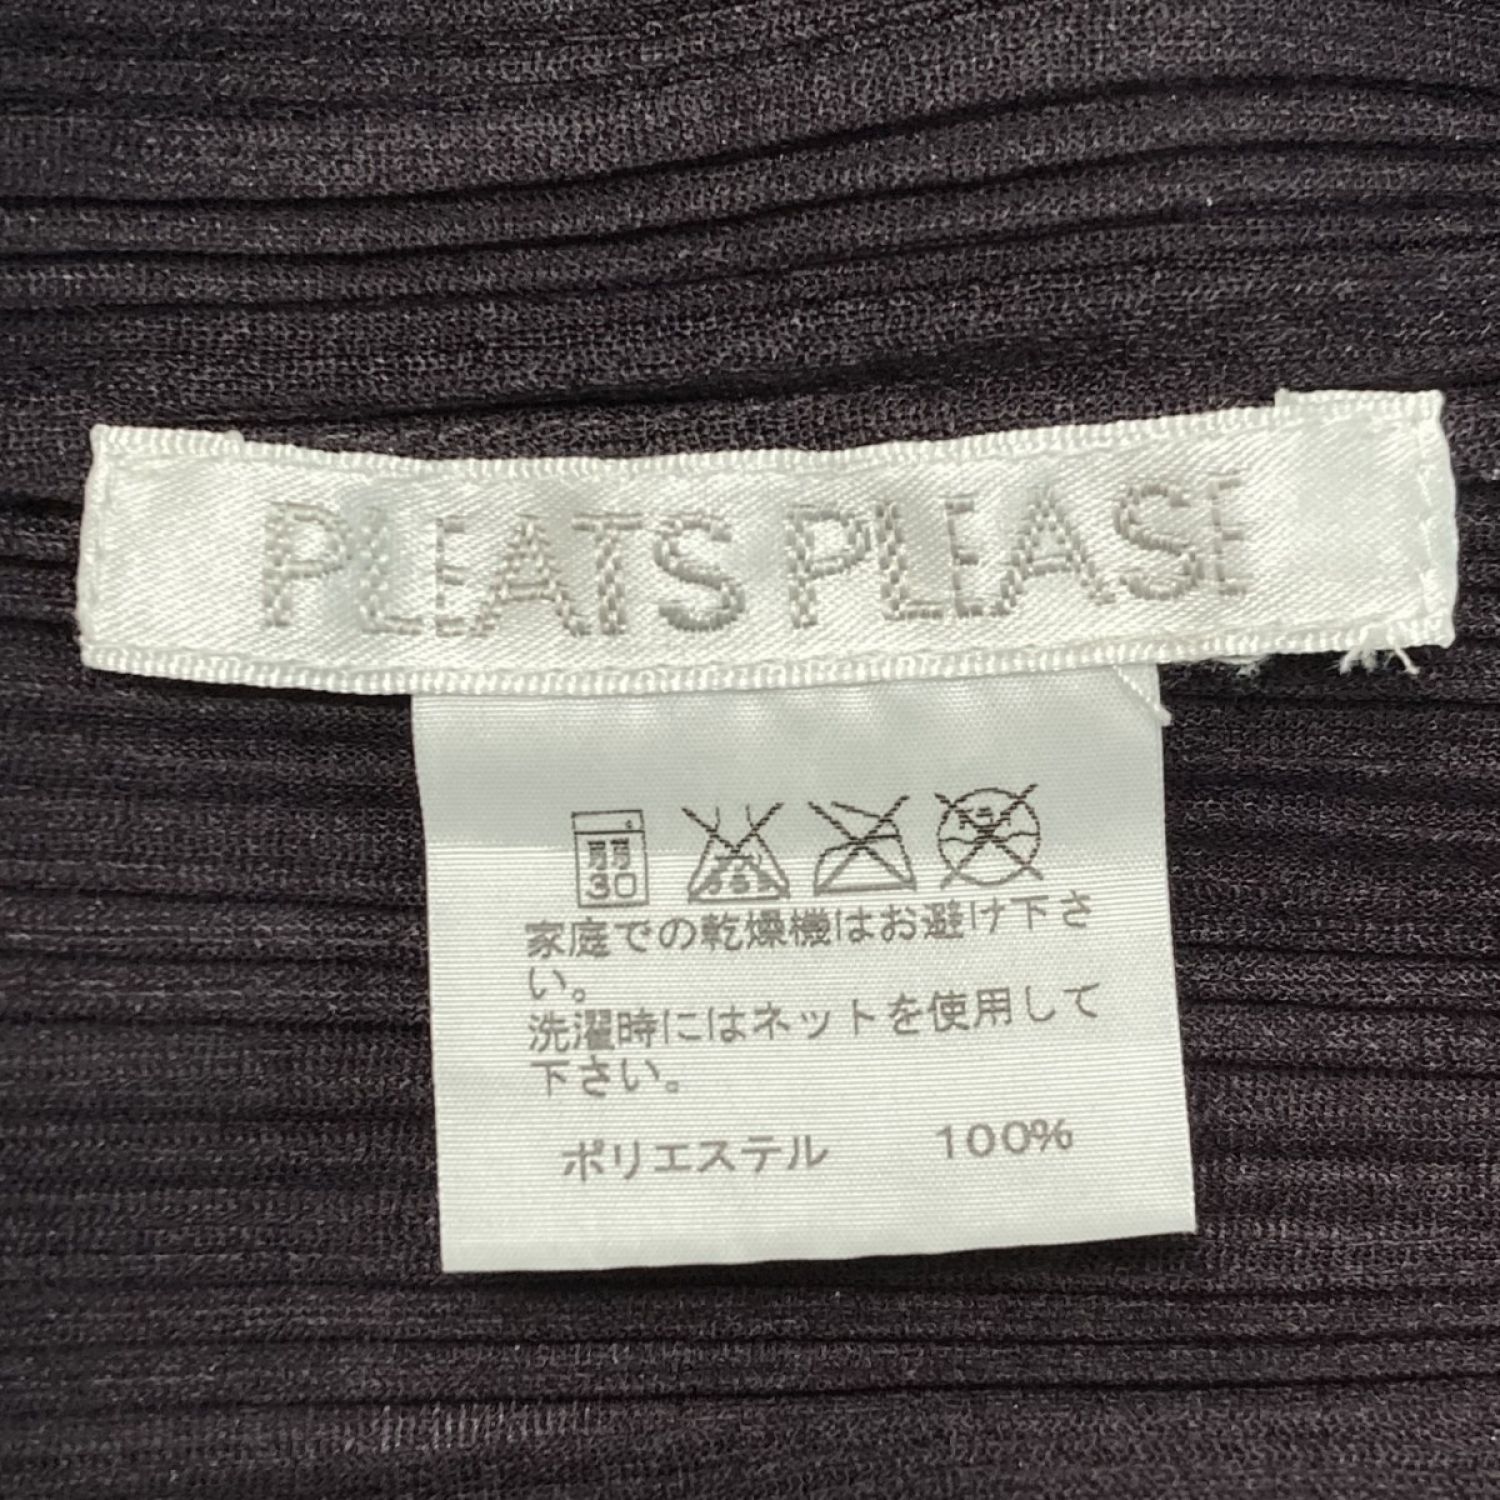 PLEATS PLEASE
弱 30
家庭での乾燥機はお避け下さ
い。
洗濯時にはネットを使用して
下さい。
ポリエステル 100%